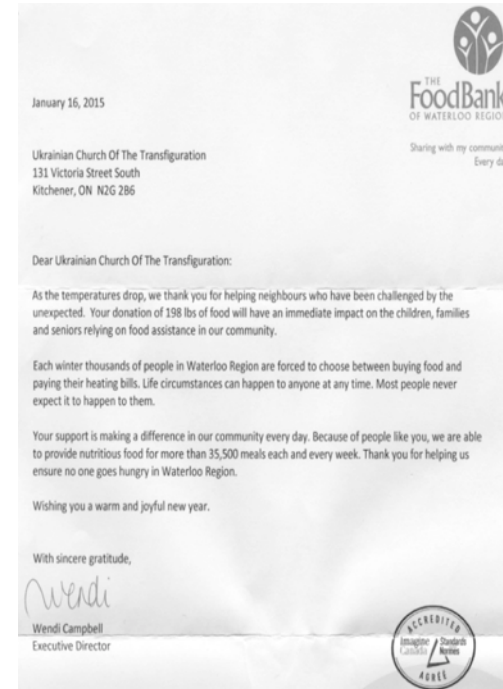 THE
FoodBank
OF WATERLOO REGION
Sharing with my community
Every da
January 16, 2015
Ukrainian Church Of The Transfiguration
131 Victoria Street South
Kitchener, ON N2G 2B6
Dear Ukrainian Church Of The Transfiguration:
As the temperatures drop, we thank you for helping neighbours who have been challenged by the
unexpected. Your donation of 198 lbs of food will have an immediate impact on the children, families
and seniors relying on food assistance in our community.
Each winter thousands of people in Waterloo Region are forced to choose between buying food and
paying their heating bills. Life circumstances can happen to anyone at any time. Most people never
expect it to happen to them.
Your support is making a difference in our community every day. Because of people like you, we are able
to provide nutritious food for more than 35,500 meals each and every week. Thank you for helping us
ensure no one goes hungry in Waterloo Region.
Wishing you a warm and joyful new year.
With sincere gratitude,
Wendi
Wendi Campbell
Executive Director
ACCREDITED
Imagine Standards
Canada Normes
AGRÉÉ